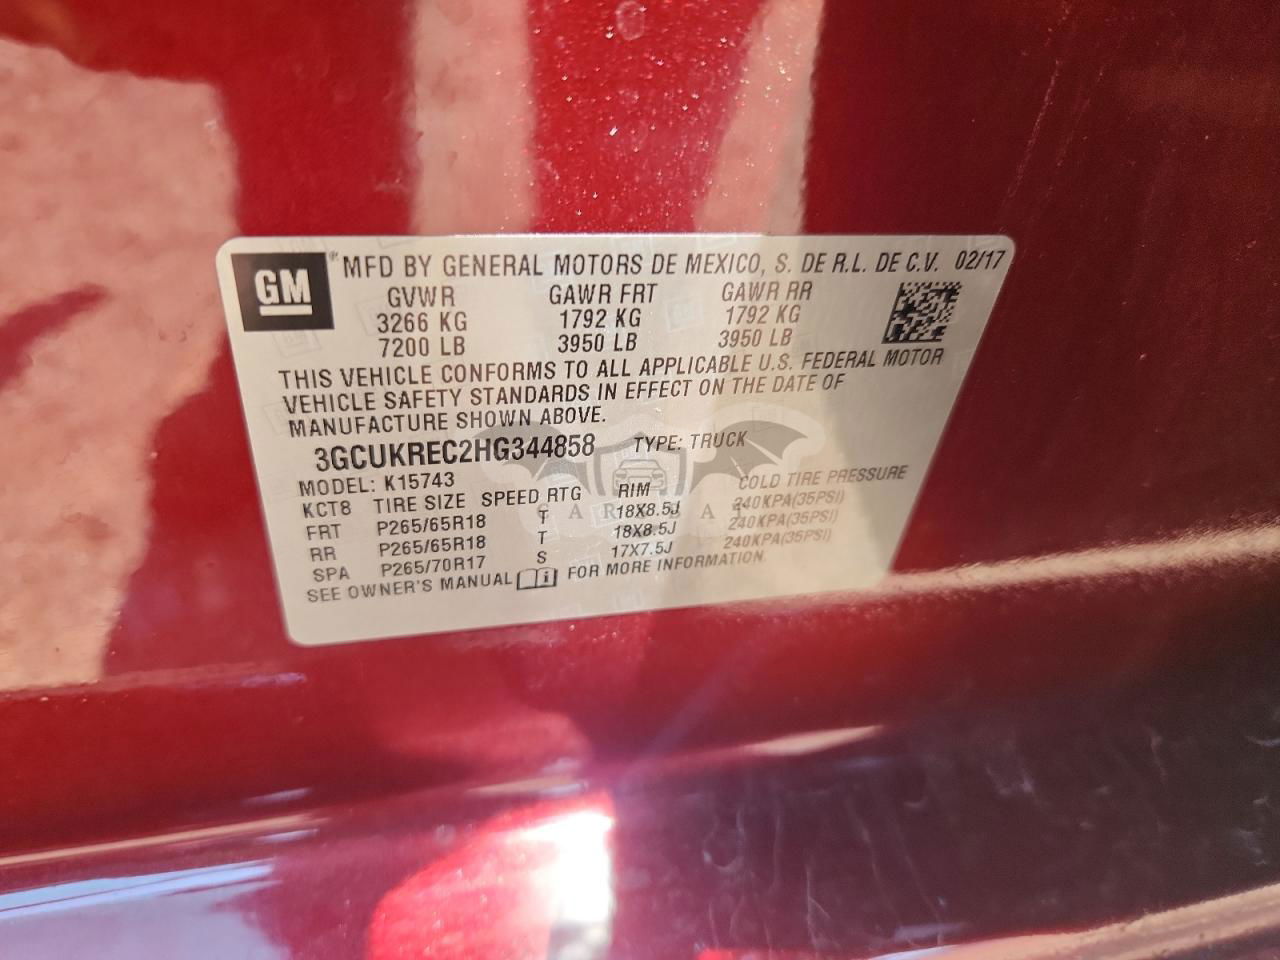 GM ® MFD BY GENERAL MOTORS DE MEXICO, S. DE R.L. DE C.V. 02/17
GVWR GAWR FRT GAWR RR
3266 KG 1792 KG 1792 KG
7200 LB 3950 LB 3950 LB
THIS VEHICLE CONFORMS TO ALL APPLICABLE U.S. FEDERAL MOTOR
VEHICLE SAFETY STANDARDS IN EFFECT ON THE DATE OF
MANUFACTURE SHOWN ABOVE.
3GCUKREC2HG344858 TYPE: TRUCK
MODEL: K15743
KCT8 TIRE SIZE SPEED RTG RIM COLD TIRE PRESSURE
FRT P265/65R18 T 18X8.5J 240KPA(35PSI)
RR P265/65R18 T 18X8.5J 240KPA(35PSI)
SPA P265/70R17 S 17X7.5J 240KPA(35PSI)
SEE OWNER'S MANUAL FOR MORE INFORMATION.